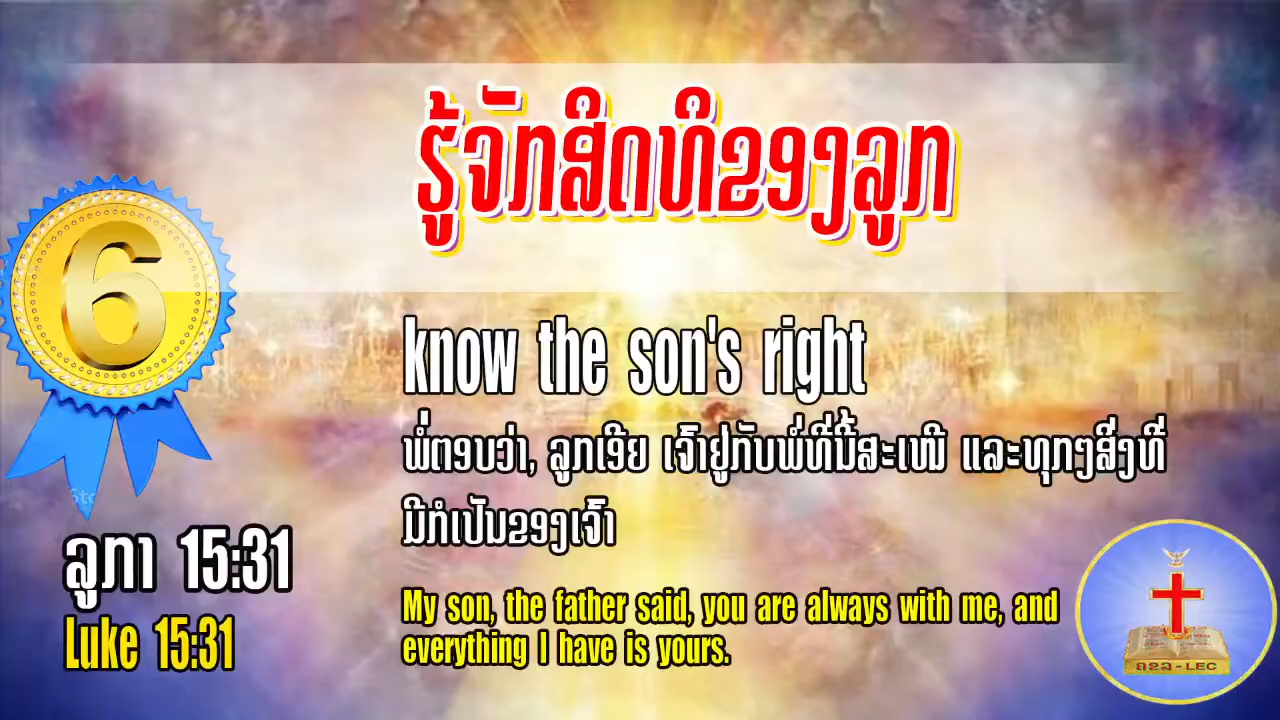 ຮູ້ຈັກສິດທິຂອງລູກ
6
know the son's right
ພໍ່ຕອບວ່າ, ລູກເອີຍ ເຈົ້າຢູ່ກັບພໍ່ທີ່ນີ້ສະເໝີ ແລະທຸກໆສິ່ງທີ່
ມີກໍເປັນຂອງເຈົ້າ
ລູກາ 15:31
Luke 15:31
My son, the father said, you are always with me, and
everything I have is yours.
ຄຂລ - LEC